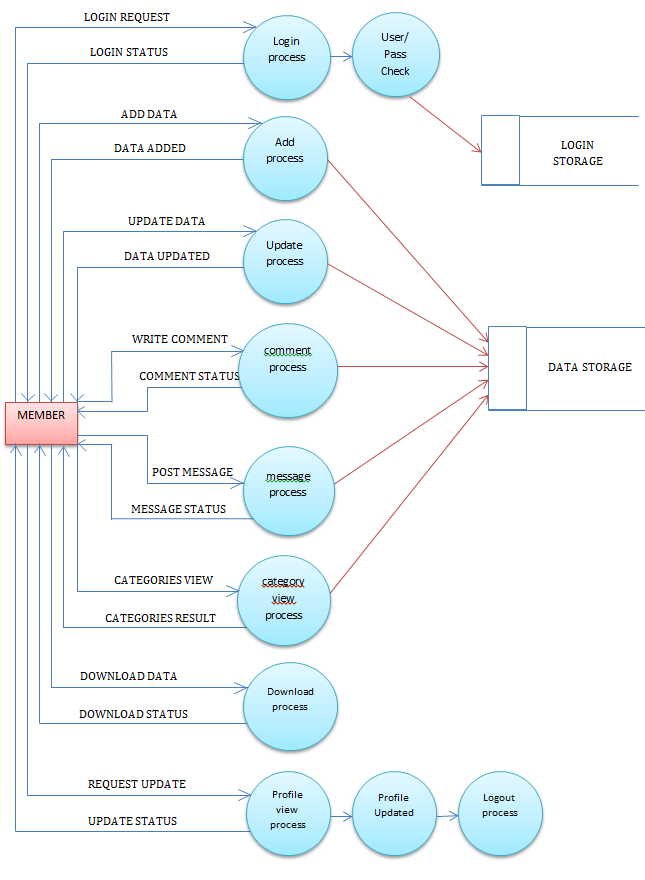 LOGIN REQUEST
Login
process
User/
Pass
Check
LOGIN STATUS
ADD DATA
Add
process
DATA ADDED
LOGIN
STORAGE
UPDATE DATA
Update
process
DATA UPDATED
WRITE COMMENT
comment
process
COMMENT STATUS
DATA STORAGE
MEMBER
POST MESSAGE
message
process
MESSAGE STATUS
CATEGORIES VIEW
category
view
process
CATEGORIES RESULT
DOWNLOAD DATA
Download
process
DOWNLOAD STATUS
REQUEST UPDATE
Profile
view
process
Profile
Updated
Logout
process
UPDATE STATUS